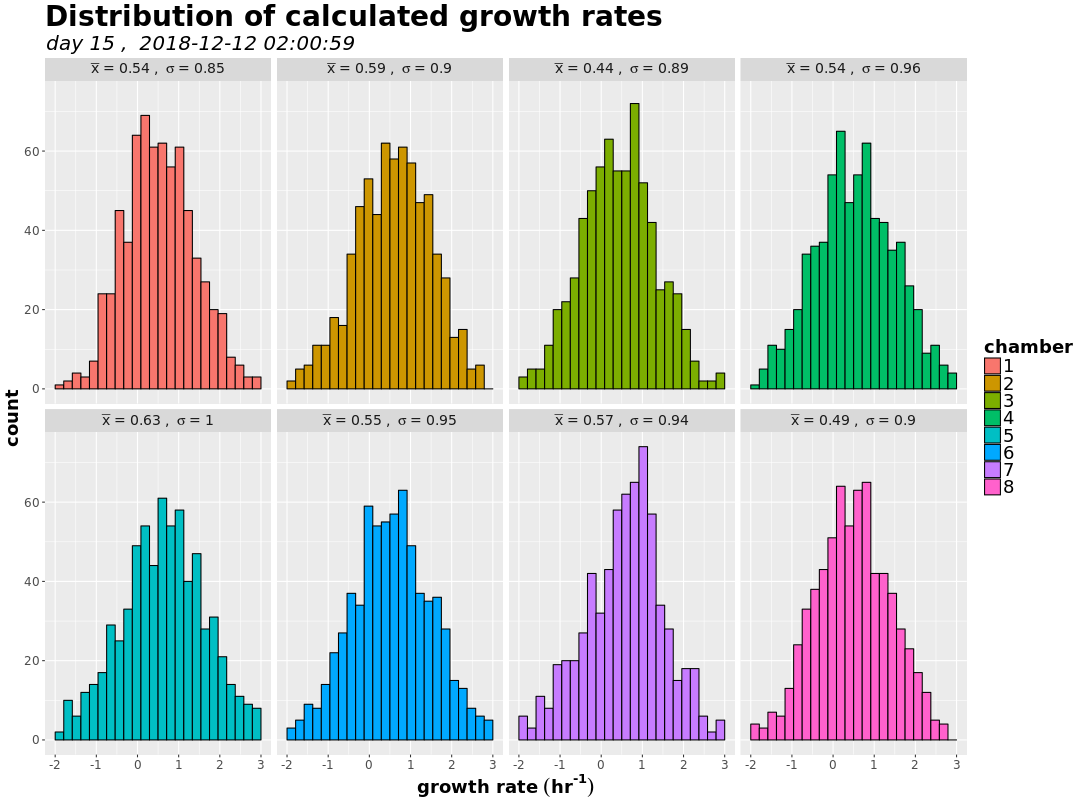 Distribution of calculated growth rates
day 15 ,  2018-12-12 02:00:59
x̅ = 0.54 ,  σ = 0.85
x̅ = 0.59 ,  σ = 0.9
x̅ = 0.44 ,  σ = 0.89
x̅ = 0.54 ,  σ = 0.96
60
40
20
0
x̅ = 0.63 ,  σ = 1
x̅ = 0.55 ,  σ = 0.95
x̅ = 0.57 ,  σ = 0.94
x̅ = 0.49 ,  σ = 0.9
60
40
20
0
-2 -1 0 1 2 3
-2 -1 0 1 2 3
-2 -1 0 1 2 3
-2 -1 0 1 2 3
count
growth rate (hr⁻¹)
chamber
1
2
3
4
5
6
7
8